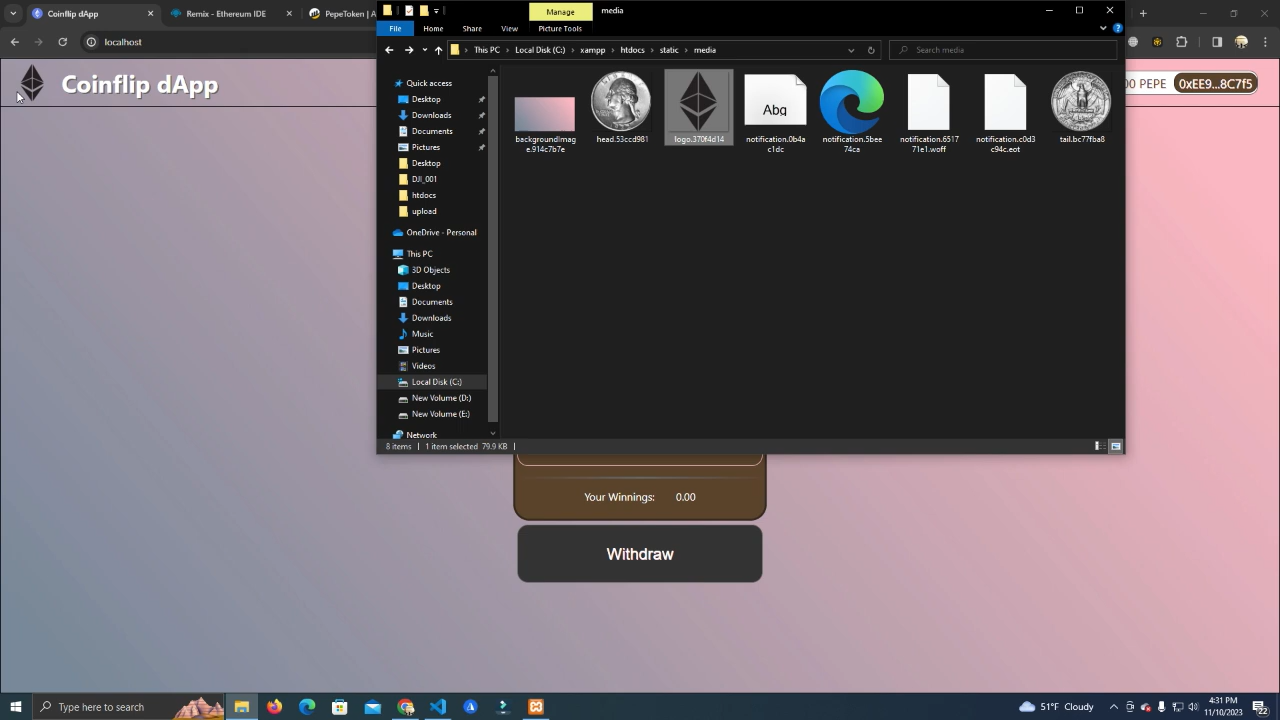 Coinflip dApp
Remix - Ethereum IDE
PepeToken | A
localhost
Coinflip dApp
00 PEPE
0xEE9...8C7f5
Manage
media
File
Home
Share
View
Picture Tools
This PC > Local Disk (C:) > xampp > htdocs > static > media
Search media
Quick access
Desktop
Downloads
Documents
Pictures
Desktop
DJI_001
htdocs
upload
OneDrive - Personal
This PC
3D Objects
Desktop
Documents
Downloads
Music
Pictures
Videos
Local Disk (C:)
New Volume (D:)
New Volume (E:)
Network
backgroundImag
e.914c7b7e
head.53ccd981
logo.370f4d14
Abg
notification.0b4a
c1dc
notification.5bee
74ca
notification.6517
71e1.woff
notification.c0d3
c94c.eot
tail.bc77fba8
8 items
1 item selected 79.9 KB
Your Winnings: 0.00
Withdraw
Type here to search
51°F Cloudy
4:31 PM
11/10/2023
22